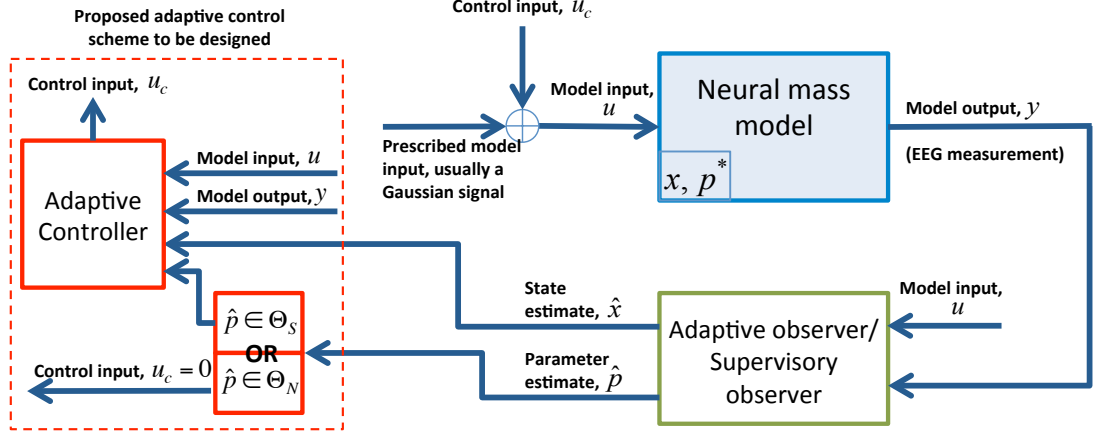 Proposed adaptive control
scheme to be designed
Control input, u_c
Adaptive
Controller
Model input, u
Model output, y
p̂ ∈ Θ_S
OR
p̂ ∈ Θ_N
Control input, u_c = 0
Control input, u_c
Prescribed model
input, usually a
Gaussian signal
Model input,
u
Neural mass
model
x, p*
Model output, y
(EEG measurement)
State
estimate, x̂
Parameter
estimate, p̂
Model input,
u
Adaptive observer/
Supervisory
observer